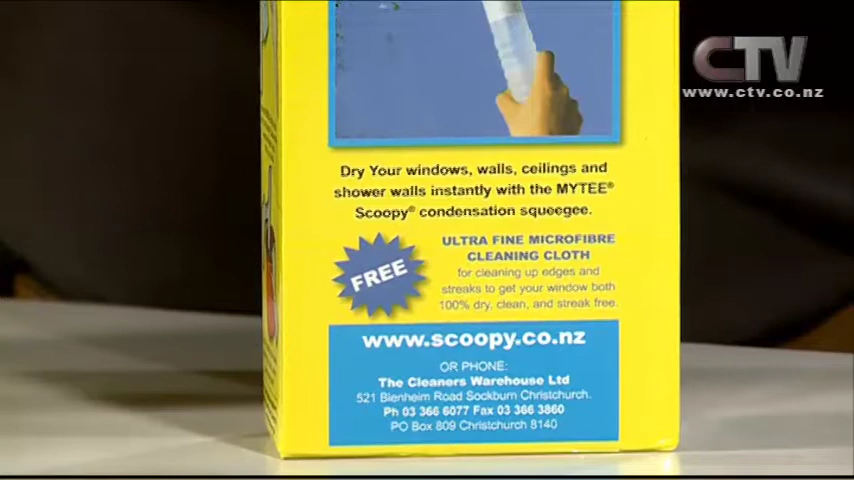 CTV
www.ctv.co.nz
Dry Your windows, walls, ceilings and
shower walls instantly with the MYTEE®
Scoopy® condensation squeegee.
FREE
ULTRA FINE MICROFIBRE
CLEANING CLOTH
for cleaning up edges and
streaks to get your window both
100% dry, clean, and streak free.
www.scoopy.co.nz
OR PHONE:
The Cleaners Warehouse Ltd
521 Blenheim Road Sockburn Christchurch.
Ph 03 366 6077 Fax 03 366 3860
PO Box 809 Christchurch 8140